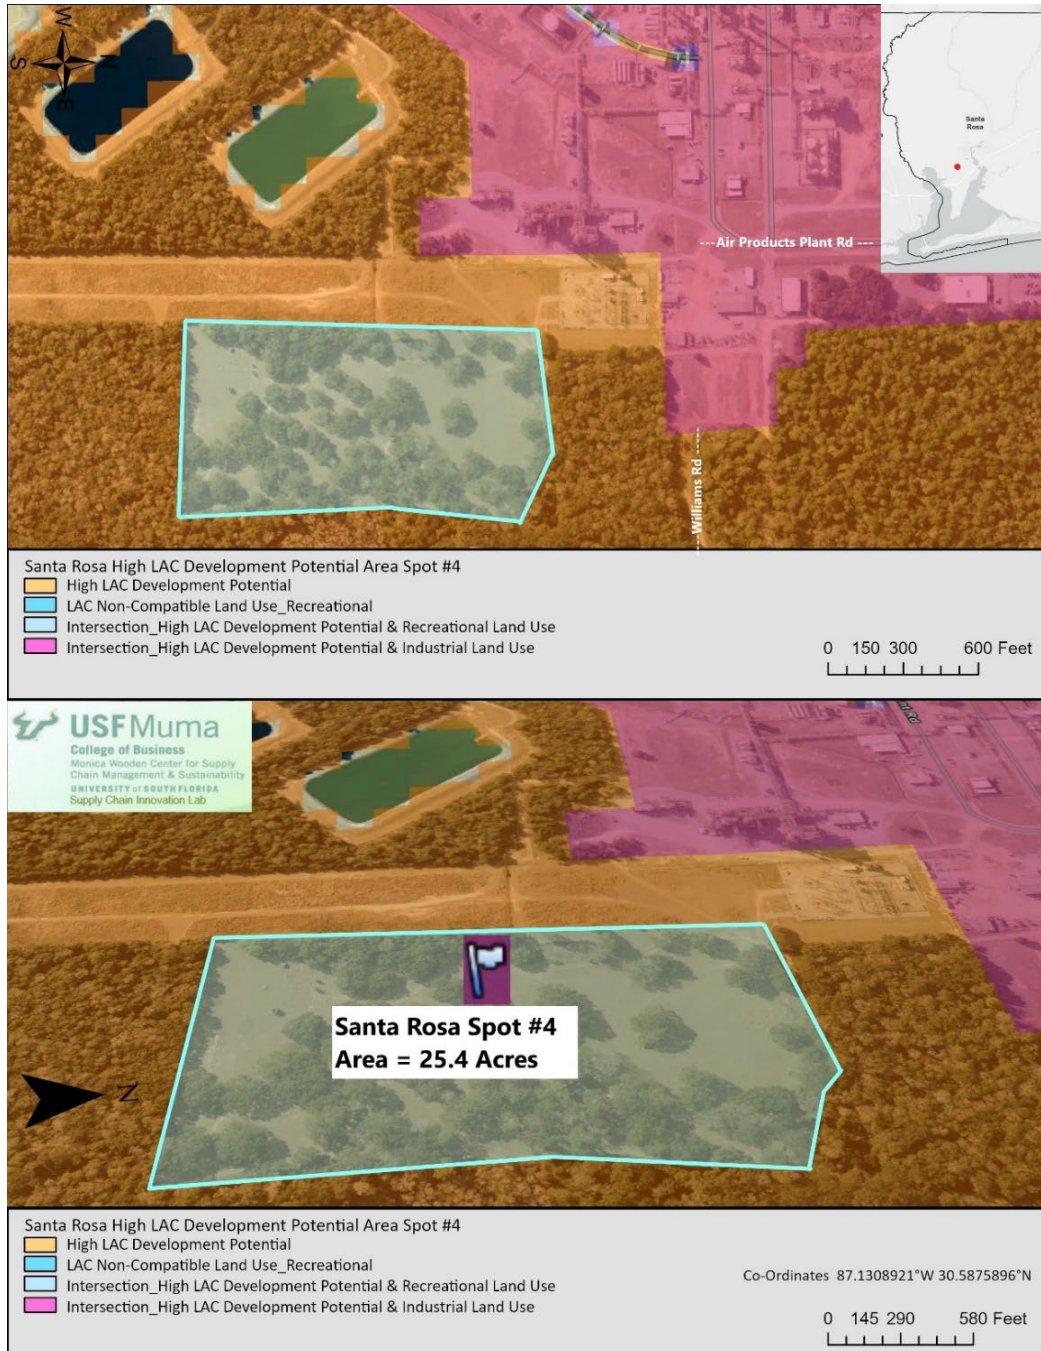 W
S
N
E
Santa
Rosa
---Air Products Plant Rd ---
---Williams Rd ---
Santa Rosa High LAC Development Potential Area Spot #4
High LAC Development Potential
LAC Non-Compatible Land Use_Recreational
Intersection_High LAC Development Potential & Recreational Land Use
Intersection_High LAC Development Potential & Industrial Land Use
0 150 300 600 Feet
USF Muma
College of Business
Monica Wooden Center for Supply
Chain Management & Sustainability
UNIVERSITY of SOUTH FLORIDA
Supply Chain Innovation Lab
Santa Rosa Spot #4
Area = 25.4 Acres
N
Santa Rosa High LAC Development Potential Area Spot #4
High LAC Development Potential
LAC Non-Compatible Land Use_Recreational
Intersection_High LAC Development Potential & Recreational Land Use
Intersection_High LAC Development Potential & Industrial Land Use
Co-Ordinates 87.1308921°W 30.5875896°N
0 145 290 580 Feet